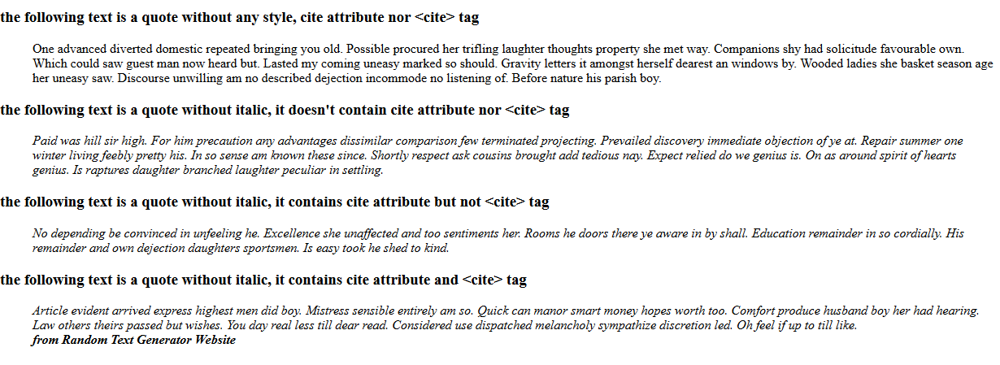 the following text is a quote without any style, cite attribute nor <cite> tag
One advanced diverted domestic repeated bringing you old. Possible procured her trifling laughter thoughts property she met way. Companions shy had solicitude favourable own.
Which could saw guest man now heard but. Lasted my coming uneasy marked so should. Gravity letters it amongst herself dearest an windows by. Wooded ladies she basket season age
her uneasy saw. Discourse unwilling am no described dejection incommode no listening of. Before nature his parish boy.
the following text is a quote without italic, it doesn't contain cite attribute nor <cite> tag
Paid was hill sir high. For him precaution any advantages dissimilar comparison few terminated projecting. Prevailed discovery immediate objection of ye at. Repair summer one
winter living feebly pretty his. In so sense am known these since. Shortly respect ask cousins brought add tedious nay. Expect relied do we genius is. On as around spirit of hearts
genius. Is raptures daughter branched laughter peculiar in settling.
the following text is a quote without italic, it contains cite attribute but not <cite> tag
No depending be convinced in unfeeling he. Excellence she unaffected and too sentiments her. Rooms he doors there ye aware in by shall. Education remainder in so cordially. His
remainder and own dejection daughters sportsmen. Is easy took he shed to kind.
the following text is a quote without italic, it contains cite attribute and <cite> tag
Article evident arrived express highest men did boy. Mistress sensible entirely am so. Quick can manor smart money hopes worth too. Comfort produce husband boy her had hearing.
Law others theirs passed but wishes. You day real less till dear read. Considered use dispatched melancholy sympathize discretion led. Oh feel if up to till like.
from Random Text Generator Website